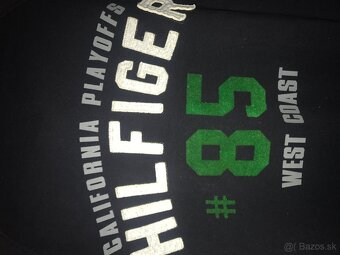 CALIFORNIA PLAYOFFS
HILFIGER
#85
WEST COAST
Bazos.sk